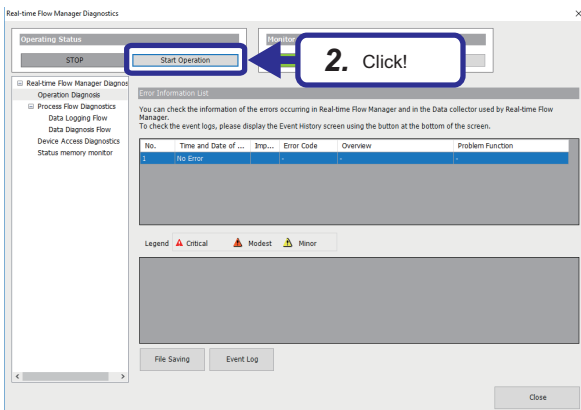 Real-time Flow Manager Diagnostics
Operating Status
STOP
Start Operation
2. Click!
Real-time Flow Manager Diagnos
Operation Diagnosis
Process Flow Diagnostics
Data Logging Flow
Data Diagnosis Flow
Device Access Diagnostics
Status memory monitor
Error Information List
You can check the information of the errors occurring in Real-time Flow Manager and in the Data collector used by Real-time Flow
Manager.
To check the event logs, please display the Event History screen using the button at the bottom of the screen.
No. Time and Date of ... Imp... Error Code Overview Problem Function
1 No Error - - -
Legend Critical Modest Minor
File Saving Event Log
Close